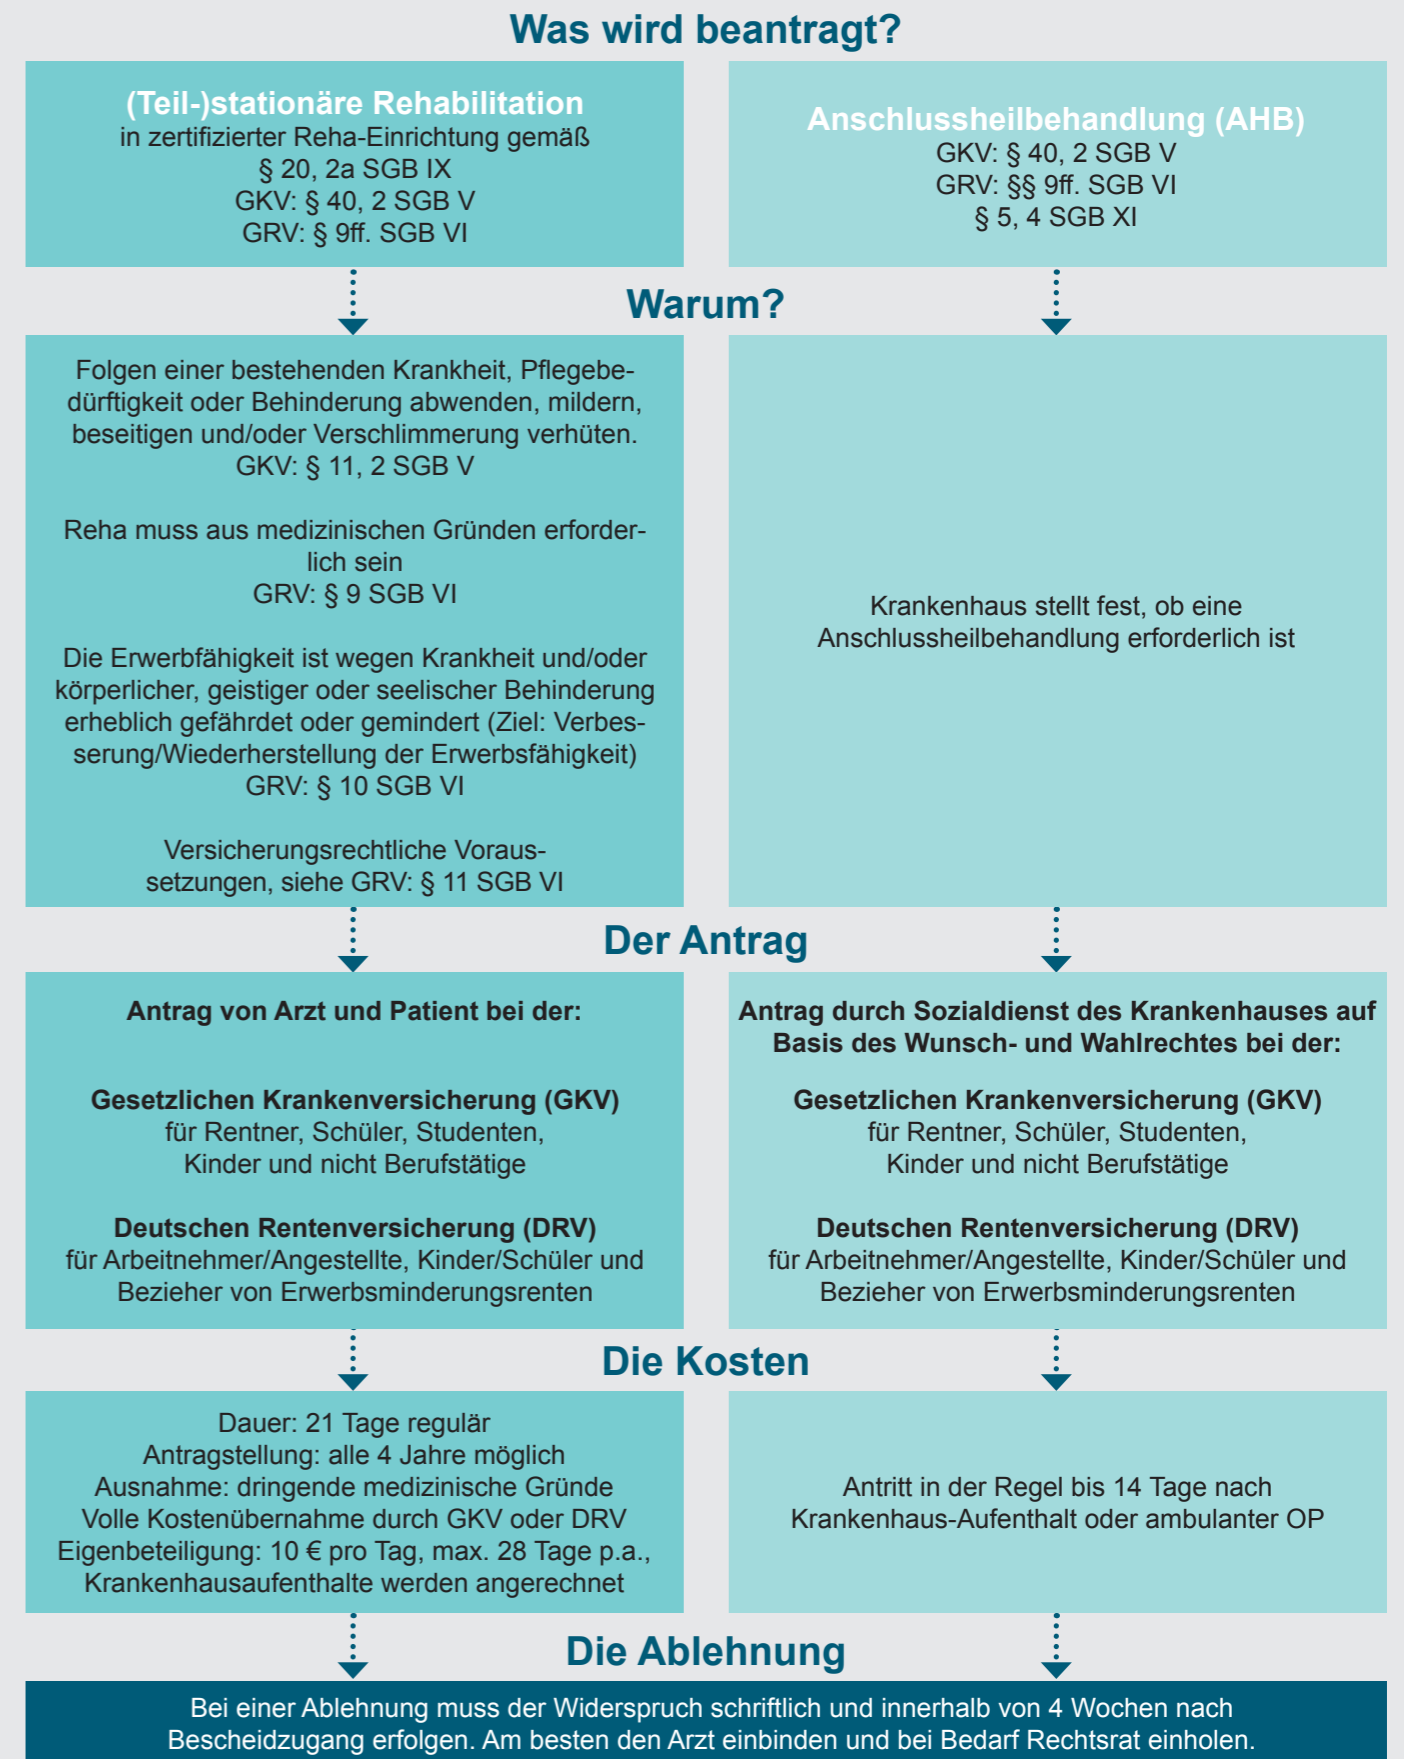 Was wird beantragt?
(Teil-)stationäre Rehabilitation
in zertifizierter Reha-Einrichtung gemäß
§ 20, 2a SGB IX
GKV: § 40, 2 SGB V
GRV: § 9ff. SGB VI
Anschlussheilbehandlung (AHB)
GKV: § 40, 2 SGB V
GRV: §§ 9ff. SGB VI
§ 5, 4 SGB XI
Warum?
Folgen einer bestehenden Krankheit, Pflegebe-
dürftigkeit oder Behinderung abwenden, mildern,
beseitigen und/oder Verschlimmerung verhüten.
GKV: § 11, 2 SGB V
Reha muss aus medizinischen Gründen erforder-
lich sein
GRV: § 9 SGB VI
Die Erwerbfähigkeit ist wegen Krankheit und/oder
körperlicher, geistiger oder seelischer Behinderung
erheblich gefährdet oder gemindert (Ziel: Verbes-
serung/Wiederherstellung der Erwerbsfähigkeit)
GRV: § 10 SGB VI
Versicherungsrechtliche Voraus-
setzungen, siehe GRV: § 11 SGB VI
Krankenhaus stellt fest, ob eine
Anschlussheilbehandlung erforderlich ist
Der Antrag
Antrag von Arzt und Patient bei der:
Gesetzlichen Krankenversicherung (GKV)
für Rentner, Schüler, Studenten,
Kinder und nicht Berufstätige
Deutschen Rentenversicherung (DRV)
für Arbeitnehmer/Angestellte, Kinder/Schüler und
Bezieher von Erwerbsminderungsrenten
Antrag durch Sozialdienst des Krankenhauses auf
Basis des Wunsch- und Wahlrechtes bei der:
Gesetzlichen Krankenversicherung (GKV)
für Rentner, Schüler, Studenten,
Kinder und nicht Berufstätige
Deutschen Rentenversicherung (DRV)
für Arbeitnehmer/Angestellte, Kinder/Schüler und
Bezieher von Erwerbsminderungsrenten
Die Kosten
Dauer: 21 Tage regulär
Antragstellung: alle 4 Jahre möglich
Ausnahme: dringende medizinische Gründe
Volle Kostenübernahme durch GKV oder DRV
Eigenbeteiligung: 10 € pro Tag, max. 28 Tage p.a.,
Krankenhausaufenthalte werden angerechnet
Antritt in der Regel bis 14 Tage nach
Krankenhaus-Aufenthalt oder ambulanter OP
Die Ablehnung
Bei einer Ablehnung muss der Widerspruch schriftlich und innerhalb von 4 Wochen nach
Bescheidzugang erfolgen. Am besten den Arzt einbinden und bei Bedarf Rechtsrat einholen.